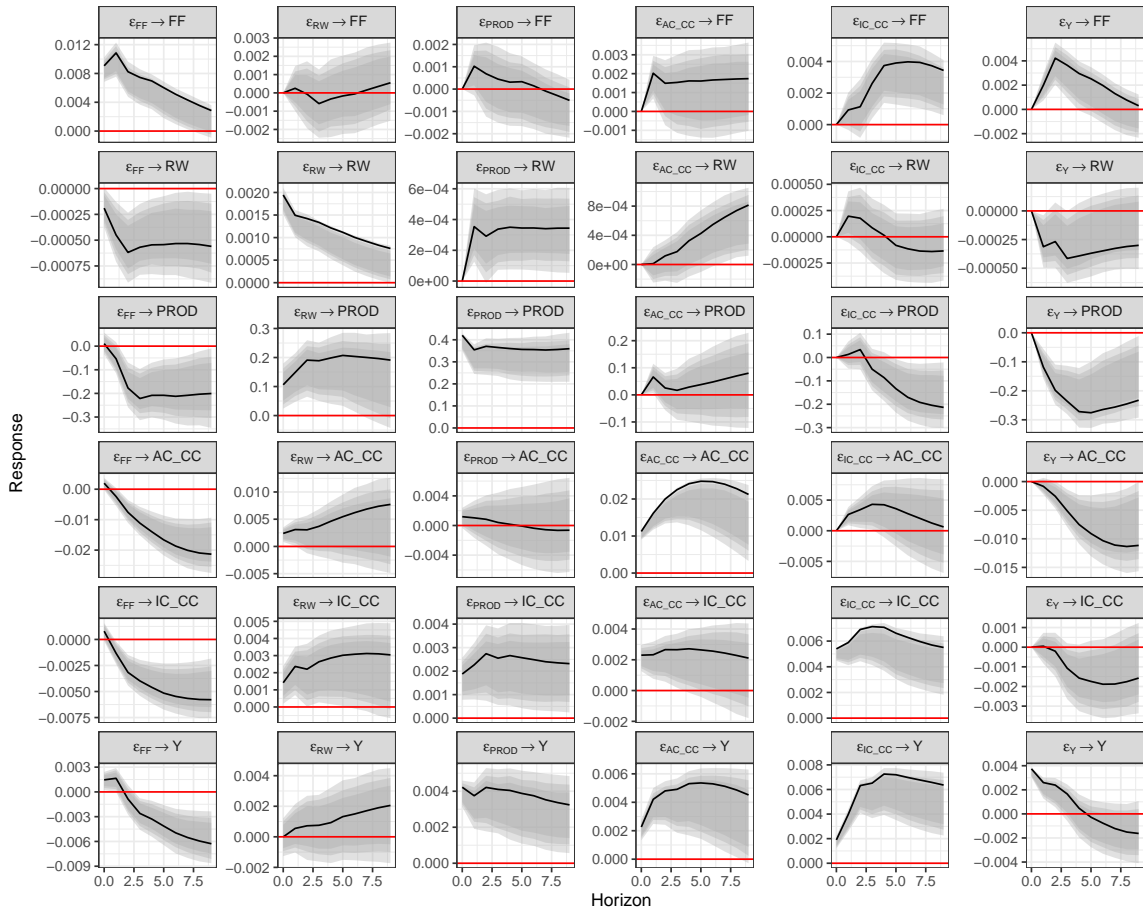 ε_FF → FF
0.012
0.008
0.004
0.000
ε_RW → FF
0.002
0.001
0.000
−0.001
−0.002
ε_PROD → FF
0.002
0.001
0.000
−0.001
−0.002
ε_AC_CC → FF
0.003
0.002
0.001
0.000
−0.001
ε_IC_CC → FF
0.004
0.002
0.000
ε_Y → FF
0.004
0.002
0.000
−0.002
ε_FF → RW
0.00000
−0.00025
−0.00050
−0.00075
ε_RW → RW
0.0020
0.0015
0.0010
0.0005
0.0000
ε_PROD → RW
6e−04
4e−04
2e−04
0e+00
ε_AC_CC → RW
8e−04
4e−04
0e+00
ε_IC_CC → RW
0.00050
0.00025
0.00000
−0.00025
ε_Y → RW
0.00000
−0.00025
−0.00050
ε_FF → PROD
0.0
−0.1
−0.2
−0.3
ε_RW → PROD
0.3
0.2
0.1
0.0
ε_PROD → PROD
0.4
0.3
0.2
0.1
0.0
ε_AC_CC → PROD
0.2
0.1
0.0
−0.1
ε_IC_CC → PROD
0.1
0.0
−0.1
−0.2
−0.3
ε_Y → PROD
0.0
−0.1
−0.2
−0.3
Response
ε_FF → AC_CC
0.00
−0.01
−0.02
ε_RW → AC_CC
0.010
0.005
0.000
−0.005
ε_PROD → AC_CC
0.004
0.000
−0.004
ε_AC_CC → AC_CC
0.02
0.01
0.00
ε_IC_CC → AC_CC
0.005
0.000
−0.005
ε_Y → AC_CC
0.000
−0.005
−0.010
−0.015
ε_FF → IC_CC
0.0000
−0.0025
−0.0050
−0.0075
ε_RW → IC_CC
0.005
0.004
0.003
0.002
0.001
0.000
ε_PROD → IC_CC
0.004
0.003
0.002
0.001
0.000
ε_AC_CC → IC_CC
0.004
0.002
0.000
−0.002
ε_IC_CC → IC_CC
0.006
0.004
0.002
0.000
ε_Y → IC_CC
0.001
0.000
−0.001
−0.002
−0.003
ε_FF → Y
0.003
0.000
−0.003
−0.006
−0.009
ε_RW → Y
0.004
0.002
0.000
−0.002
ε_PROD → Y
0.004
0.002
0.000
ε_AC_CC → Y
0.006
0.004
0.002
0.000
ε_IC_CC → Y
0.008
0.006
0.004
0.002
0.000
ε_Y → Y
0.004
0.002
0.000
−0.002
−0.004
0.0 2.5 5.0 7.5
0.0 2.5 5.0 7.5
0.0 2.5 5.0 7.5
0.0 2.5 5.0 7.5
0.0 2.5 5.0 7.5
0.0 2.5 5.0 7.5
Horizon